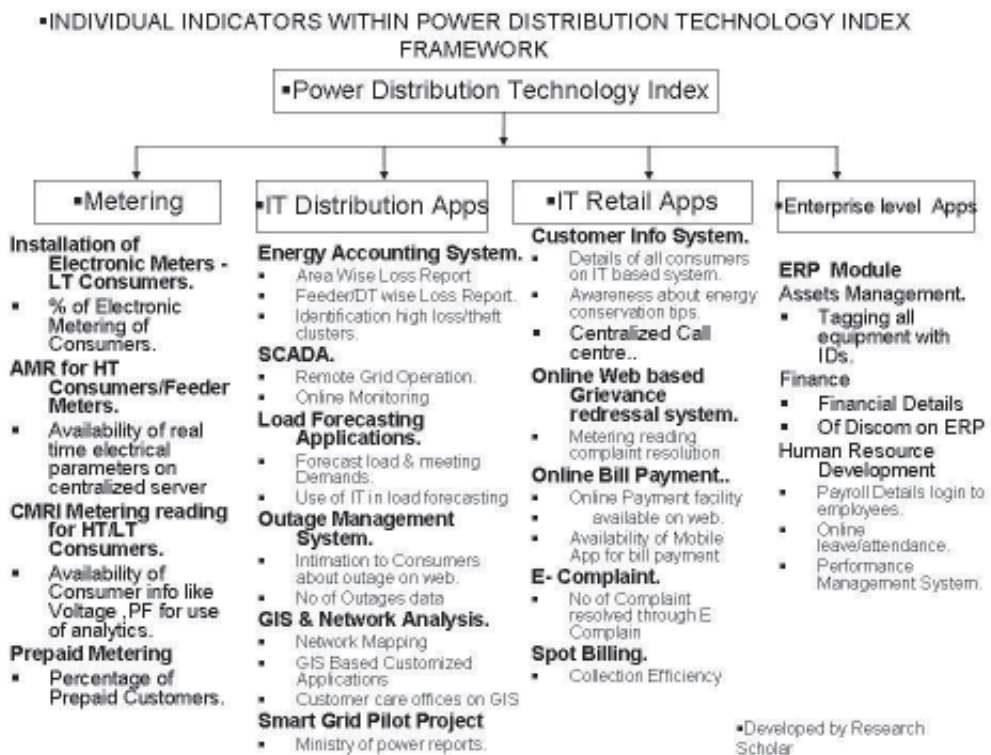 ▪INDIVIDUAL INDICATORS WITHIN POWER DISTRIBUTION TECHNOLOGY INDEX
FRAMEWORK
▪Power Distribution Technology Index
▪Metering
Installation of
Electronic Meters -
LT Consumers.
▪ % of Electronic
Metering of
Consumers.
AMR for HT
Consumers/Feeder
Meters.
▪ Availability of real
time electrical
parameters on
centralized server
CMRI Metering reading
for HT/LT
Consumers.
▪ Availability of
Consumer info like
Voltage ,PF for use
of analytics.
Prepaid Metering
▪ Percentage of
Prepaid Customers.
▪IT Distribution Apps
Energy Accounting System.
▪ Area Wise Loss Report
▪ Feeder/DT wise Loss Report.
▪ Identification high loss/theft
clusters.
SCADA.
▪ Remote Grid Operation.
▪ Online Monitoring
Load Forecasting
Applications.
▪ Forecast load & meeting
Demands.
▪ Use of IT in load forecasting
Outage Management
System.
▪ Intimation to Consumers
about outage on web.
▪ No of Outages data
GIS & Network Analysis.
▪ Network Mapping
▪ GIS Based Customized
Applications
▪ Customer care offices on GIS
Smart Grid Pilot Project
▪ Ministry of power reports.
▪IT Retail Apps
Customer Info System.
▪ Details of all consumers
on IT based system.
▪ Awareness about energy
conservation tips.
▪ Centralized Call
centre..
Online Web based
Grievance
redressal system.
▪ Metering reading
complaint resolution.
Online Bill Payment..
▪ Online Payment facility
▪ available on web.
▪ Availability of Mobile
App for bill payment
E- Complaint.
▪ No of Complaint
resolved through E
Complain
Spot Billing.
▪ Collection Efficiency
▪Enterprise level Apps
ERP Module
Assets Management.
▪ Tagging all
equipment with
IDs.
Finance
▪ Financial Details
▪ Of Discom on ERP
Human Resource
Development
▪ Payroll Details login to
employees.
▪ Online
leave/attendance.
▪ Performance
Management System.
▪Developed by Research
Scholar